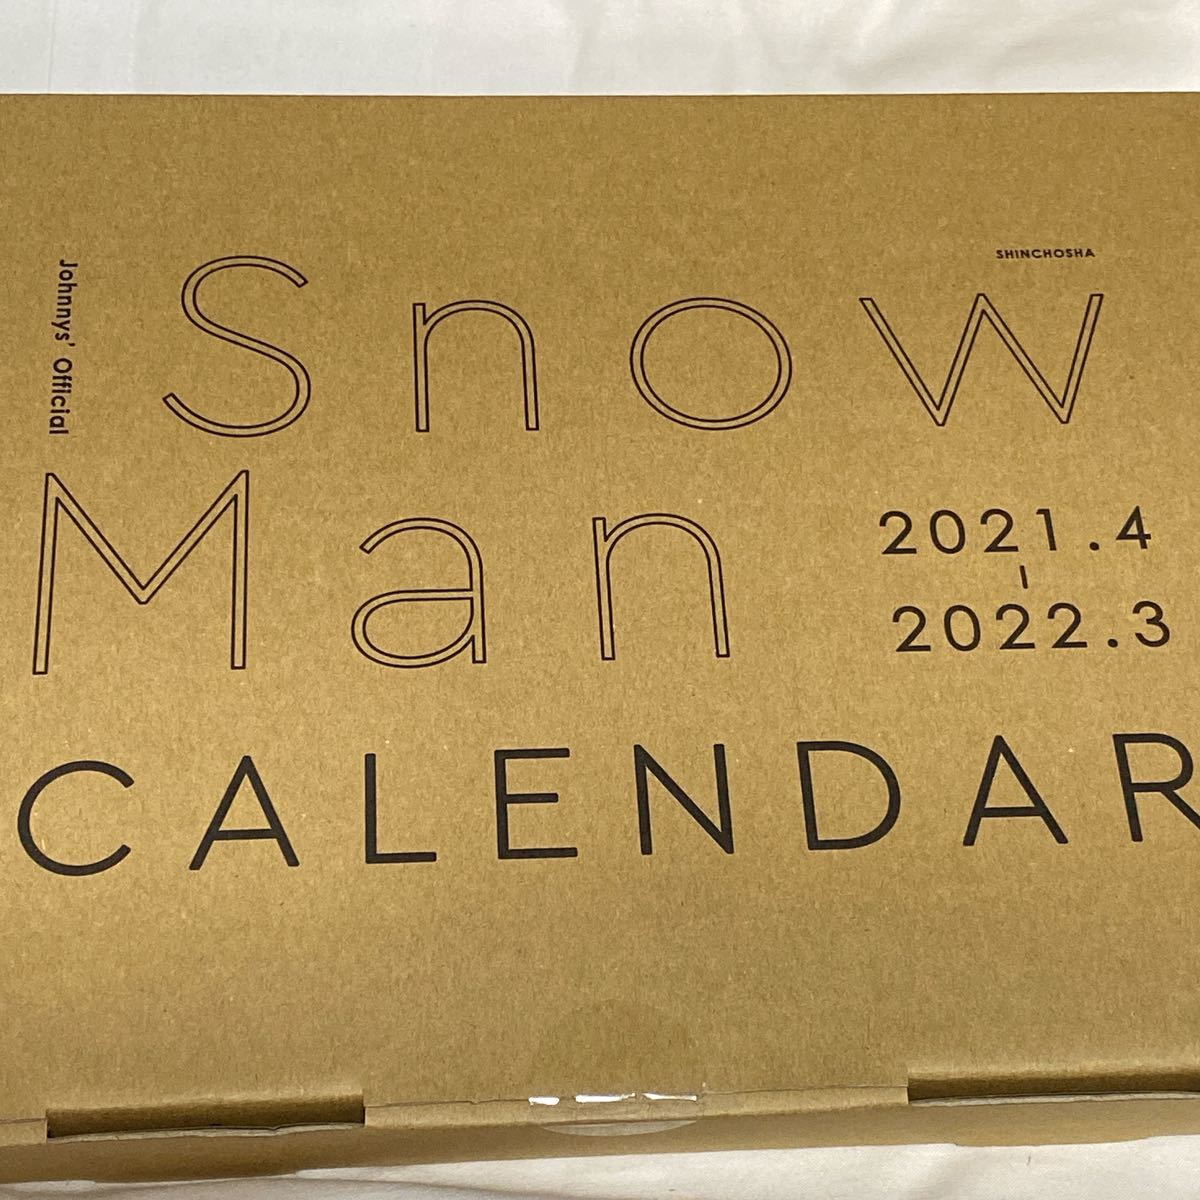 Johnnys' Official
SHINCHOSHA
Snow
Man
2021.4
-
2022.3
CALENDAR